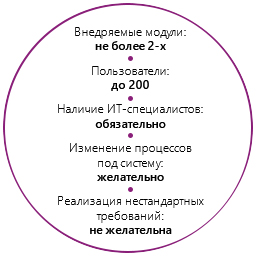 Внедряемые модули:
не более 2-х
Пользователи:
до 200
Наличие ИТ-специалистов:
обязательно
Изменение процессов
под систему:
желательно
Реализация нестандартных
требований:
не желательна